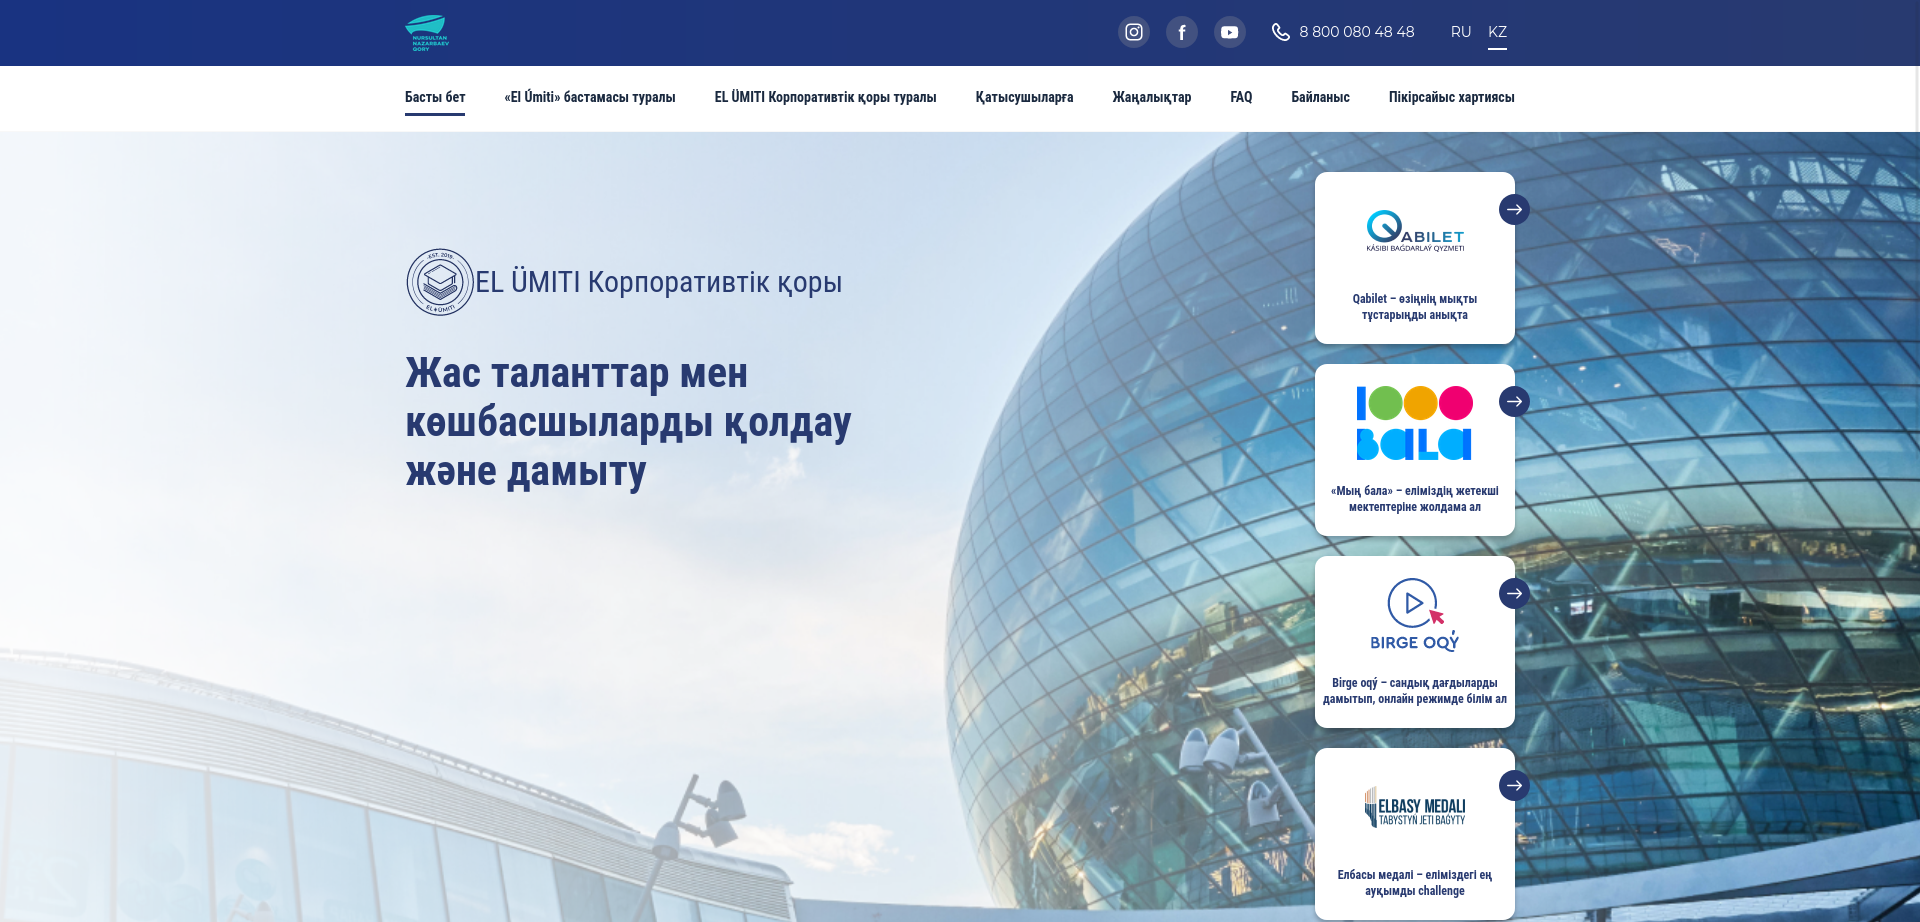 NURSULTAN
NAZARBAEV
QORY
8 800 080 48 48
RU
KZ
Басты бет
«El Úmiti» бастамасы туралы
EL ÜMITI Корпоративтік қоры туралы
Қатысушыларға
Жаңалықтар
FAQ
Байланыс
Пікірсайыс хартиясы
EST. 2019
EL ÜMITI
EL ÜMITI Корпоративтік қоры
Жас таланттар мен
көшбасшыларды қолдау
және дамыту
QABILET
KÁSIBI BAǴDARLAÝ QYZMETI
Qabilet – өзіңнің мықты
тұстарыңды анықта
1000
BALA
«Мың бала» – еліміздің жетекші
мектептеріне жолдама ал
BIRGE OQÝ
Birge oqý – сандық дағдыларды
дамытып, онлайн режимде білім ал
ELBASY MEDALI
TABYSTYŃ JETI BAǴYTY
Елбасы медалі – еліміздегі ең
ауқымды challenge